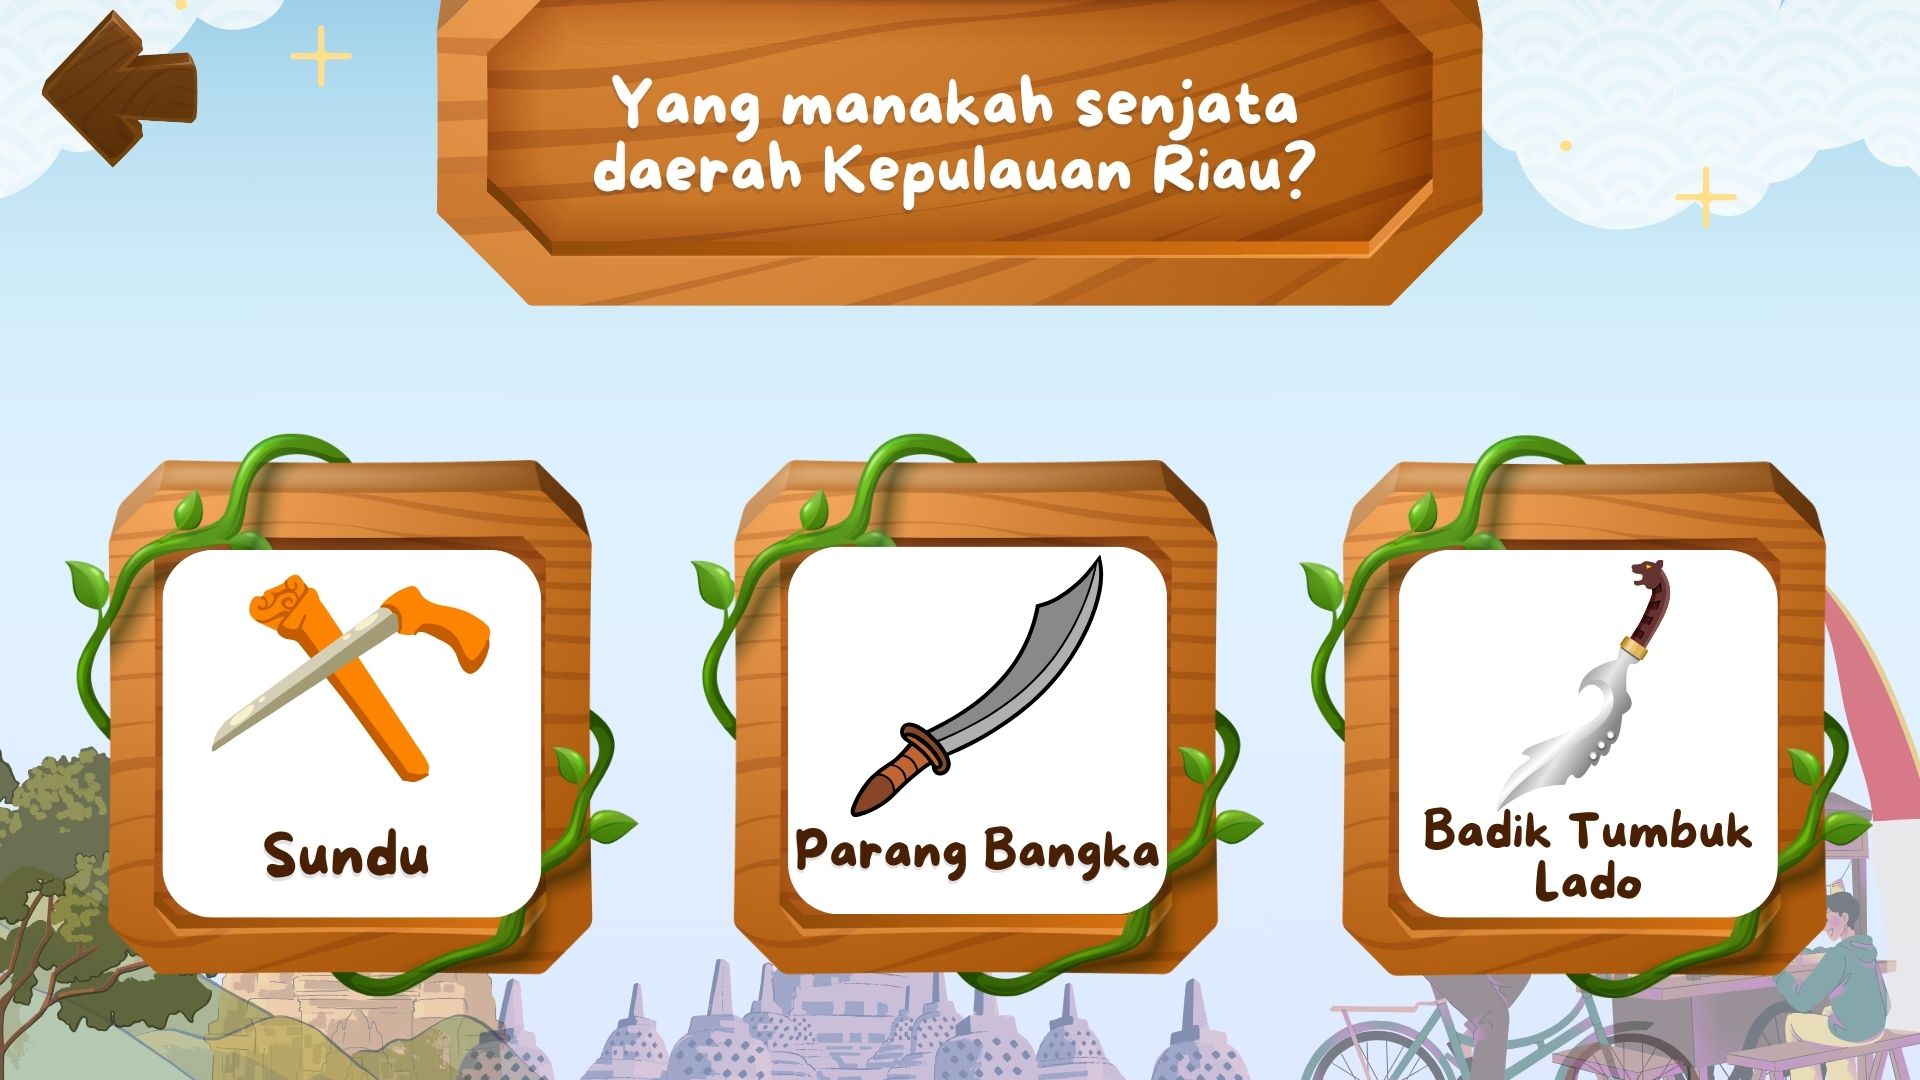 Yang manakah senjata
daerah Kepulauan Riau?
Sundu
Parang Bangka
Badik Tumbuk
Lado